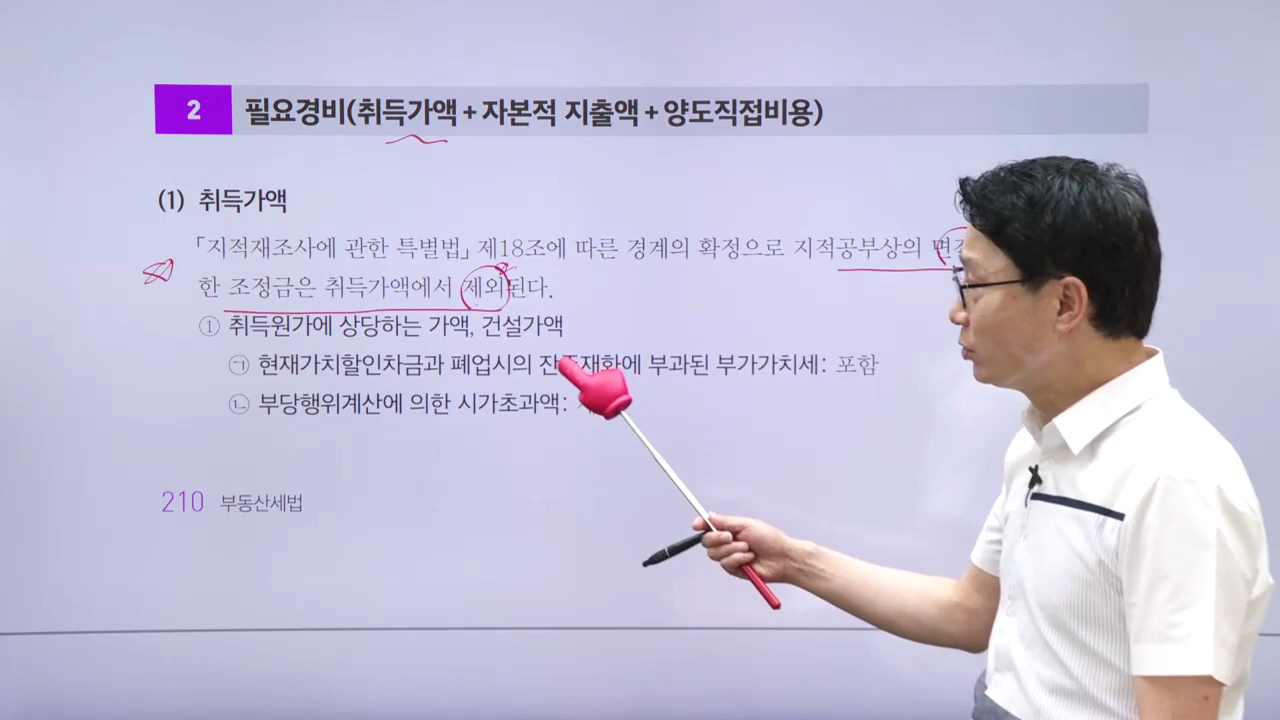 2 필요경비(취득가액 + 자본적 지출액 + 양도직접비용)
(1) 취득가액
「지적재조사에 관한 특별법」 제18조에 따른 경계의 확정으로 지적공부상의
한 조정금은 취득가액에서 제외된다.
① 취득원가에 상당하는 가액, 건설가액
㉠ 현재가치할인차금과 폐업시의 잔존재화에 부과된 부가가치세: 포함
㉡ 부당행위계산에 의한 시가초과액:
210 부동산세법